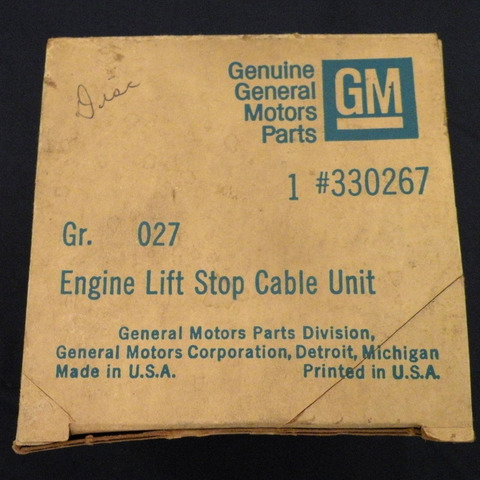 Disc
Genuine
General
Motors
Parts
GM
1 #330267
Gr. 027
Engine Lift Stop Cable Unit
General Motors Parts Division,
General Motors Corporation, Detroit, Michigan
Made in U.S.A. Printed in U.S.A.